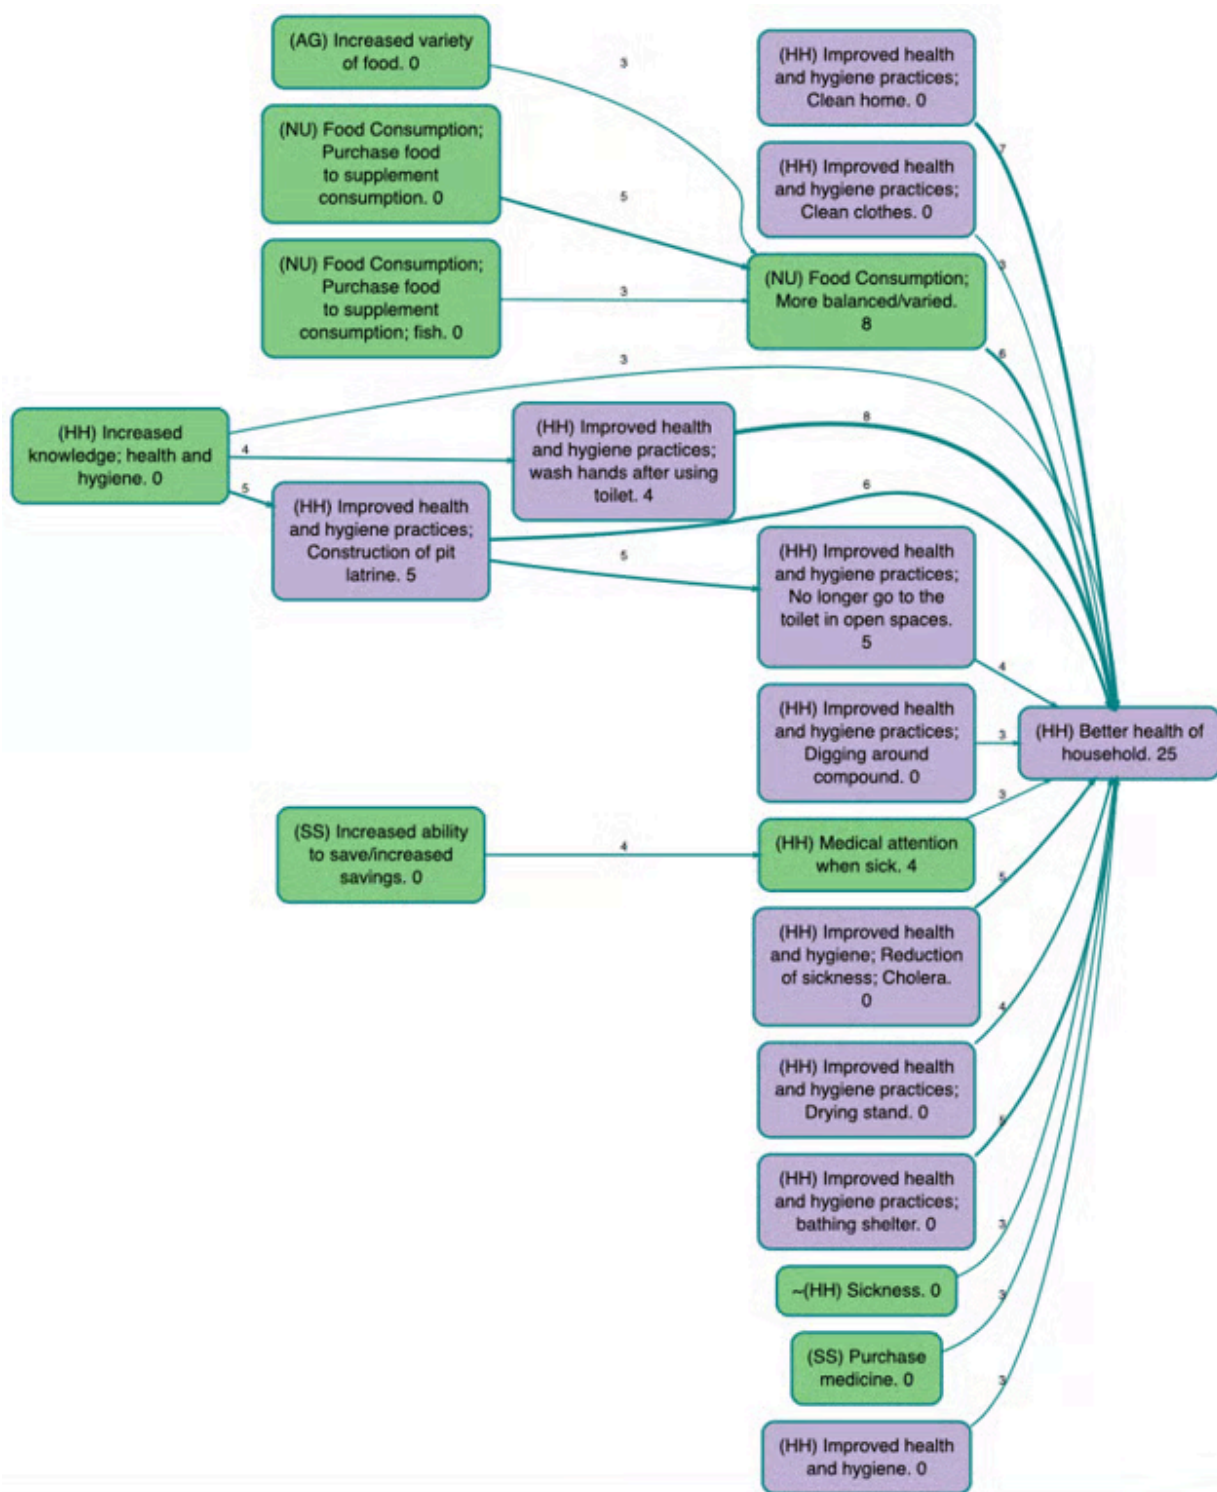 (AG) Increased variety
of food. 0
3
(HH) Improved health
and hygiene practices;
Clean home. 0
7
(NU) Food Consumption;
Purchase food
to supplement
consumption. 0
5
(HH) Improved health
and hygiene practices;
Clean clothes. 0
3
(NU) Food Consumption;
Purchase food
to supplement
consumption; fish. 0
3
(NU) Food Consumption;
More balanced/varied.
8
6
3
(HH) Increased
knowledge; health and
hygiene. 0
4
5
(HH) Improved health
and hygiene practices;
wash hands after using
toilet. 4
8
(HH) Improved health
and hygiene practices;
Construction of pit
latrine. 5
6
5
(HH) Improved health
and hygiene practices;
No longer go to the
toilet in open spaces.
5
4
(HH) Improved health
and hygiene practices;
Digging around
compound. 0
3
(HH) Better health of
household. 25
(SS) Increased ability
to save/increased
savings. 0
4
(HH) Medical attention
when sick. 4
3
(HH) Improved health
and hygiene; Reduction
of sickness; Cholera.
0
5
(HH) Improved health
and hygiene practices;
Drying stand. 0
4
(HH) Improved health
and hygiene practices;
bathing shelter. 0
5
~(HH) Sickness. 0
3
(SS) Purchase
medicine. 0
3
(HH) Improved health
and hygiene. 0
3